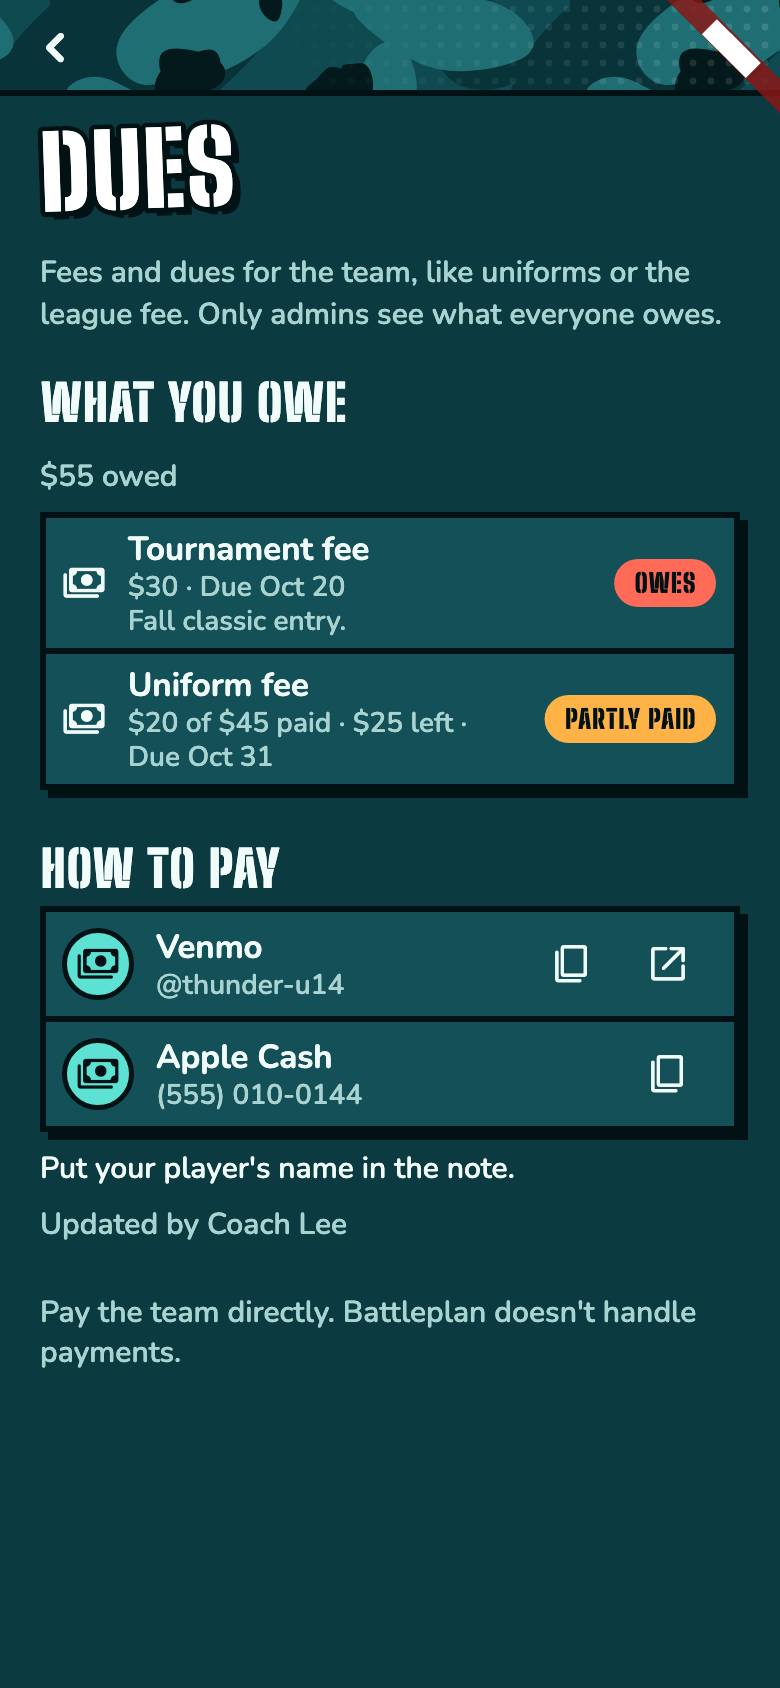 DUES
Fees and dues for the team, like uniforms or the
league fee. Only admins see what everyone owes.
WHAT YOU OWE
$55 owed
Tournament fee
$30 · Due Oct 20
Fall classic entry.
OWES
Uniform fee
$20 of $45 paid · $25 left ·
Due Oct 31
PARTLY PAID
HOW TO PAY
Venmo
@thunder-u14
Apple Cash
(555) 010-0144
Put your player's name in the note.
Updated by Coach Lee
Pay the team directly. Battleplan doesn't handle
payments.